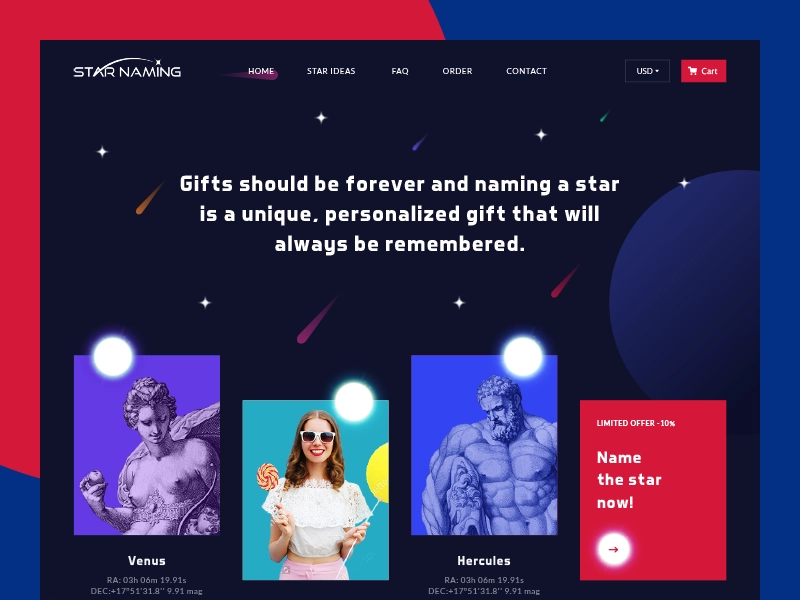 STAR NAMING
HOME
STAR IDEAS
FAQ
ORDER
CONTACT
USD
Cart
Gifts should be forever and naming a star
is a unique, personalized gift that will
always be remembered.
LIMITED OFFER -10%
Name
the star
now!
Venus
RA: 03h 06m 19.91s
DEC:+17°51'31.8'' 9.91 mag
Hercules
RA: 03h 06m 19.91s
DEC:+17°51'31.8'' 9.91 mag